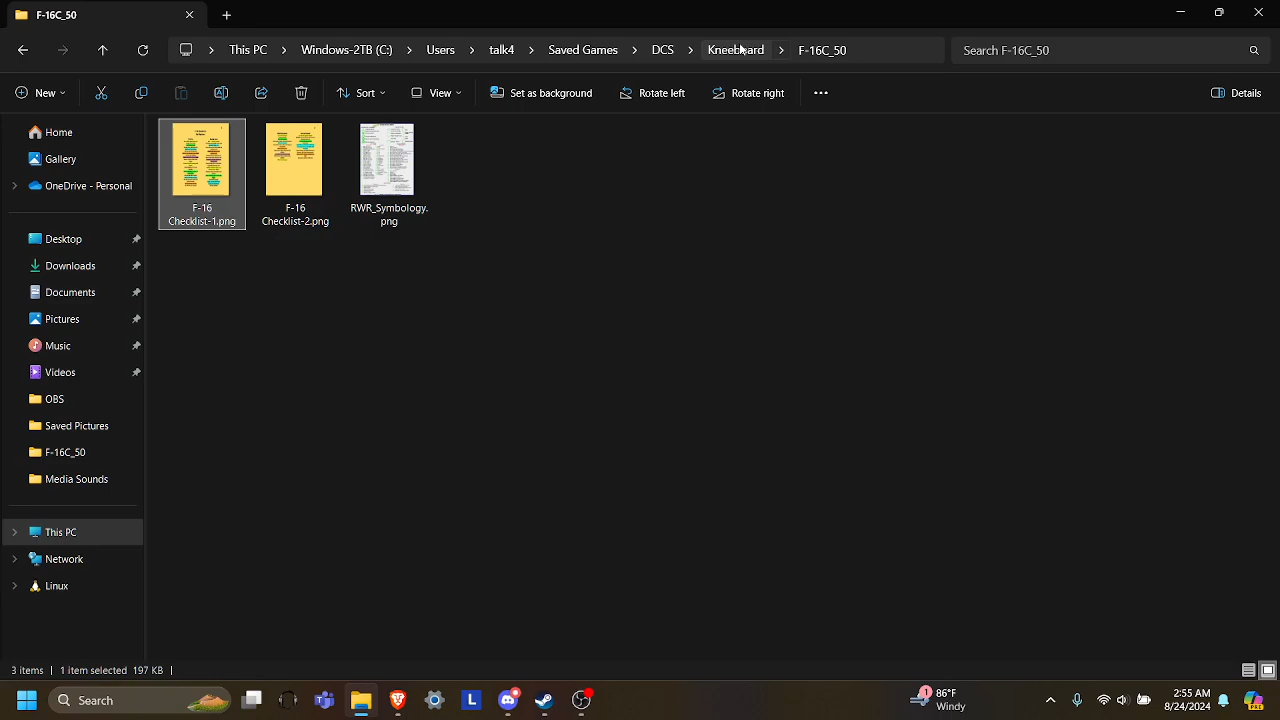 F-16C_50
This PC > Windows-2TB (C:) > Users > talk4 > Saved Games > DCS > Kneeboard > F-16C_50
Search F-16C_50
New
Sort
View
Set as background
Rotate left
Rotate right
Details
Home
Gallery
F-16
Checklist-1.png
F-16
Checklist-2.png
RWR_Symbology.
png
Desktop
Downloads
Documents
Pictures
Music
Videos
OBS
Saved Pictures
F-16C_50
Media Sounds
This PC
Network
Linux
3 items
1 item selected 197 KB
Search
L
1
86°F
Windy
2:55 AM
8/24/2024